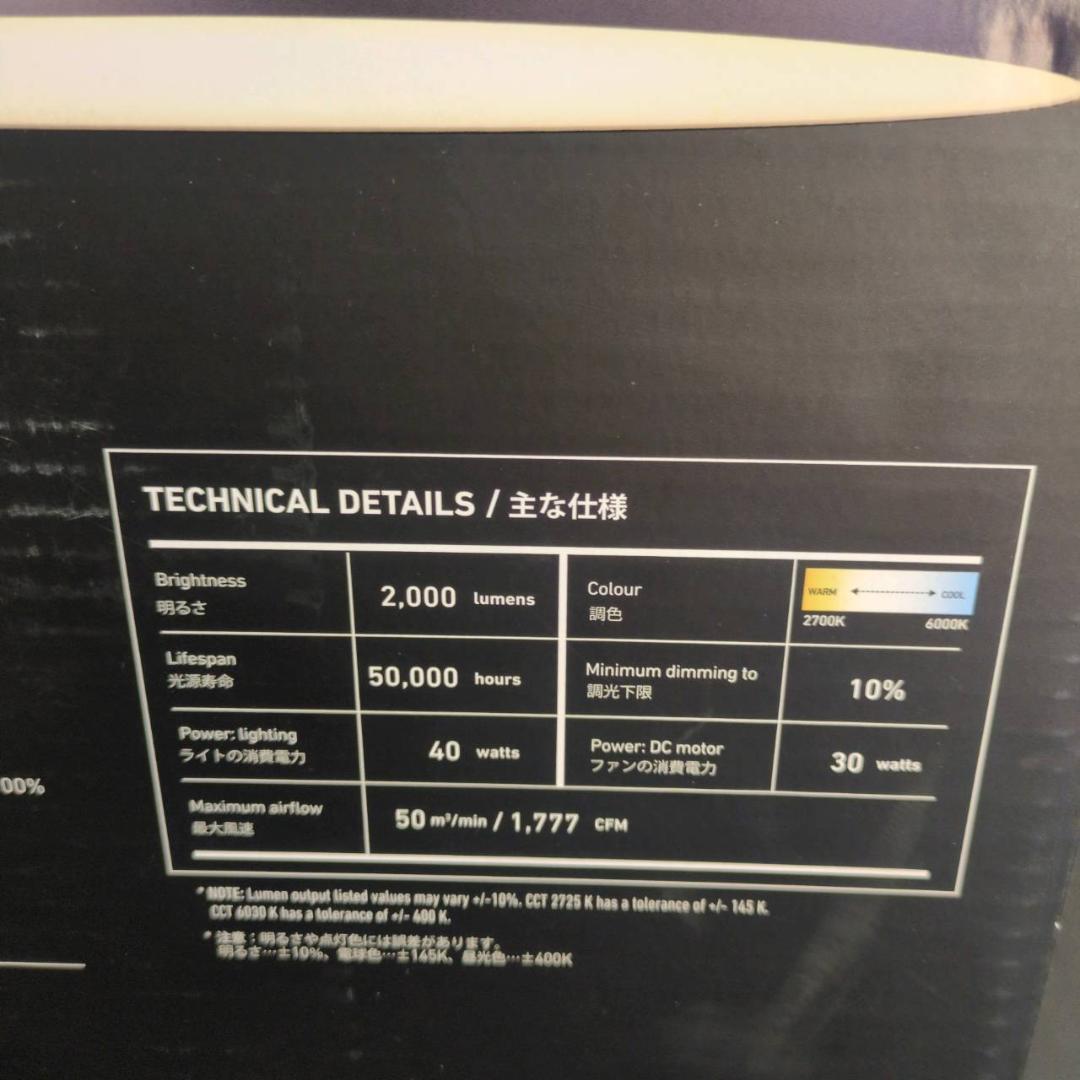 TECHNICAL DETAILS / 主な仕様
Brightness
明るさ
2,000 lumens
Colour
調色
WARM
COOL
2700K
6000K
Lifespan
光源寿命
50,000 hours
Minimum dimming to
調光下限
10%
Power: lighting
ライトの消費電力
40 watts
Power: DC motor
ファンの消費電力
30 watts
00%
Maximum airflow
最大風速
50 m³/min / 1,777 CFM
* NOTE: Lumen output listed values may vary +/-10%. CCT 2725 K has a tolerance of +/- 145 K.
CCT 6030 K has a tolerance of +/- 400 K.
* 注意：明るさや点灯色には誤差があります。
明るさ…±10%、電球色…±145K、昼光色…±400K